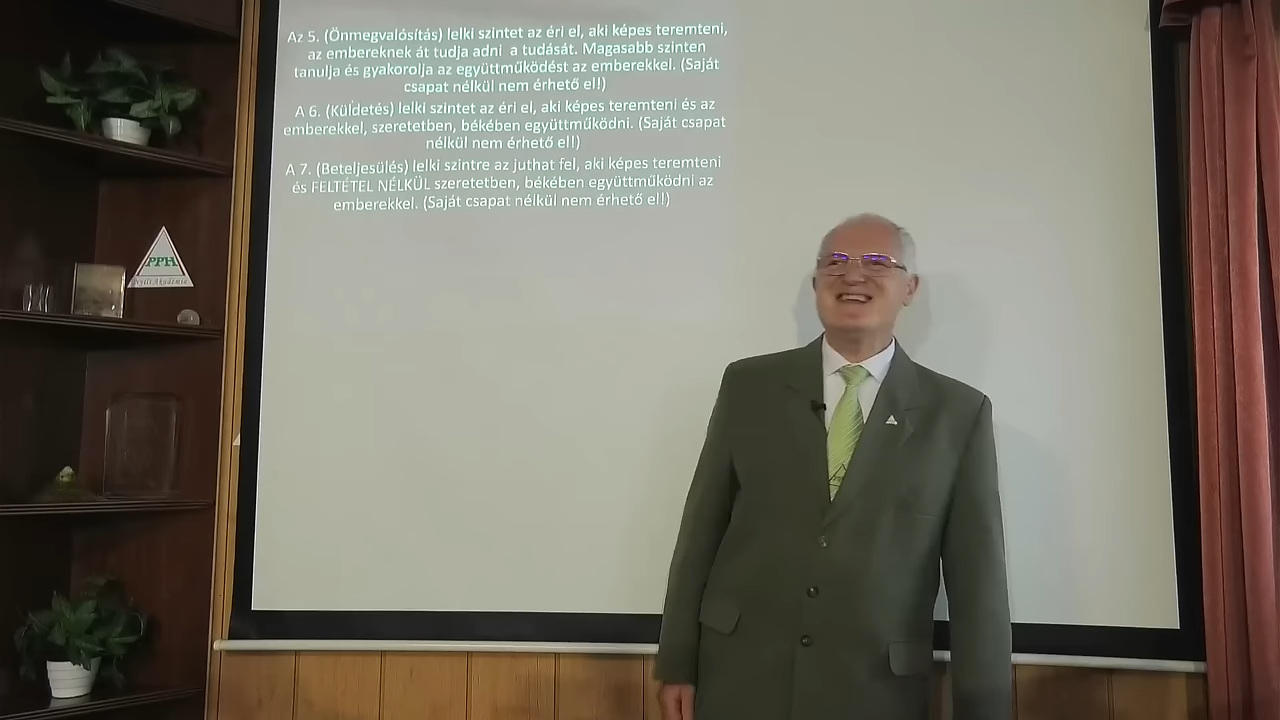 Az 5. (Önmegvalósítás) lelki szintet az éri el, aki képes teremteni,
az embereknek át tudja adni a tudását. Magasabb szinten
tanulja és gyakorolja az együttműködést az emberekkel. (Saját
csapat nélkül nem érhető el!)
A 6. (Küldetés) lelki szintet az éri el, aki képes teremteni és az
emberekkel, szeretetben, békében együttműködni. (Saját csapat
nélkül nem érhető el!)
A 7. (Beteljesülés) lelki szintre az juthat fel, aki képes teremteni
és FELTÉTEL NÉLKÜL szeretetben, békében együttműködni az
emberekkel. (Saját csapat nélkül nem érhető el!)
PPH